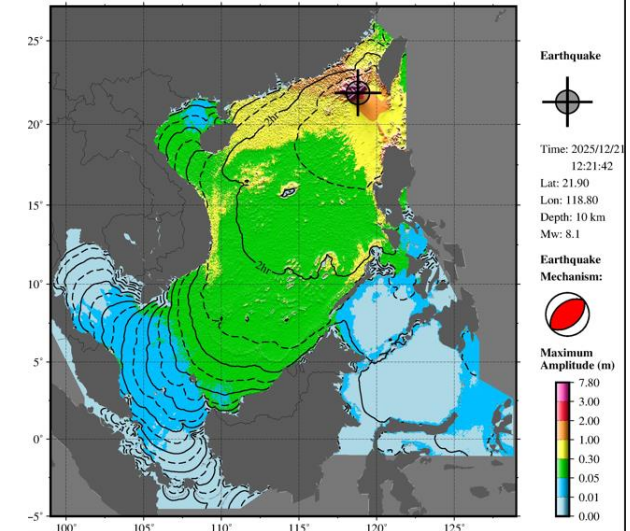 25°
20°
15°
10°
5°
0°
−5°
100°
105°
110°
115°
120°
125°
2hr
2hr
Earthquake
Time: 2025/12/21
12:21:42
Lat: 21.90
Lon: 118.80
Depth: 10 km
Mw: 8.1
Earthquake
Mechanism:
Maximum
Amplitude (m)
7.80
3.00
2.00
1.00
0.30
0.05
0.01
0.00